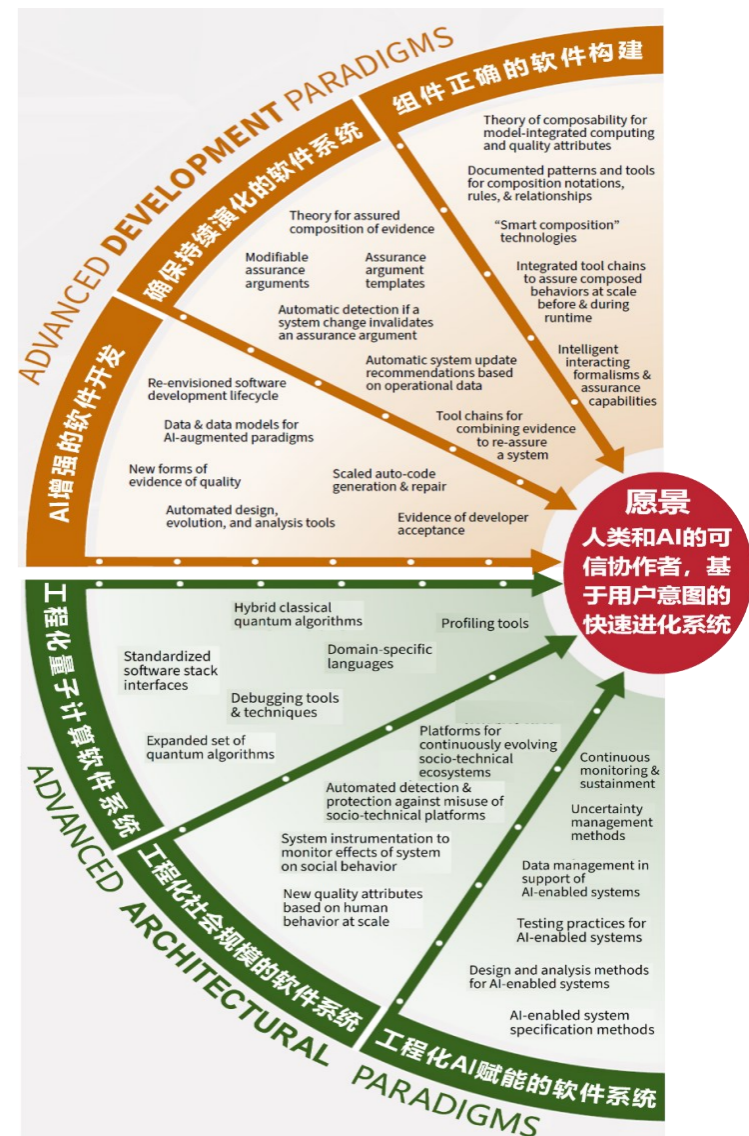 ADVANCED DEVELOPMENT PARADIGMS
组件正确的软件构建
Theory of composability for
model-integrated computing
and quality attributes
Documented patterns and tools
for composition notations,
rules, & relationships
“Smart composition”
technologies
Integrated tool chains
to assure composed
behaviors at scale
before & during
runtime
Intelligent
interacting
formalisms &
assurance
capabilities
确保持续演化的软件系统
Theory for assured
composition of evidence
Modifiable
assurance
arguments
Assurance
argument
templates
Automatic detection if a
system change invalidates
an assurance argument
Automatic system update
recommendations based
on operational data
Tool chains for
combining evidence
to re-assure
a system
AI增强的软件开发
Re-envisioned software
development lifecycle
Data & data models for
AI-augmented paradigms
New forms of
evidence of quality
Scaled auto-code
generation & repair
Automated design,
evolution, and analysis tools
Evidence of developer
acceptance
愿景
人类和AI的可
信协作者，基
于用户意图的
快速进化系统
工程化量子计算软件系统
Hybrid classical
quantum algorithms
Profiling tools
Domain-specific
languages
Standardized
software stack
interfaces
Debugging tools
& techniques
Expanded set of
quantum algorithms
工程化社会规模的软件系统
Platforms for
continuously evolving
socio-technical
ecosystems
Automated detection &
protection against misuse of
socio-technical platforms
System instrumentation to
monitor effects of system
on social behavior
New quality attributes
based on human
behavior at scale
工程化AI赋能的软件系统
Continuous
monitoring &
sustainment
Uncertainty
management
methods
Data management in
support of
AI-enabled systems
Testing practices for
AI-enabled systems
Design and analysis methods
for AI-enabled systems
AI-enabled system
specification methods
ADVANCED ARCHITECTURAL PARADIGMS